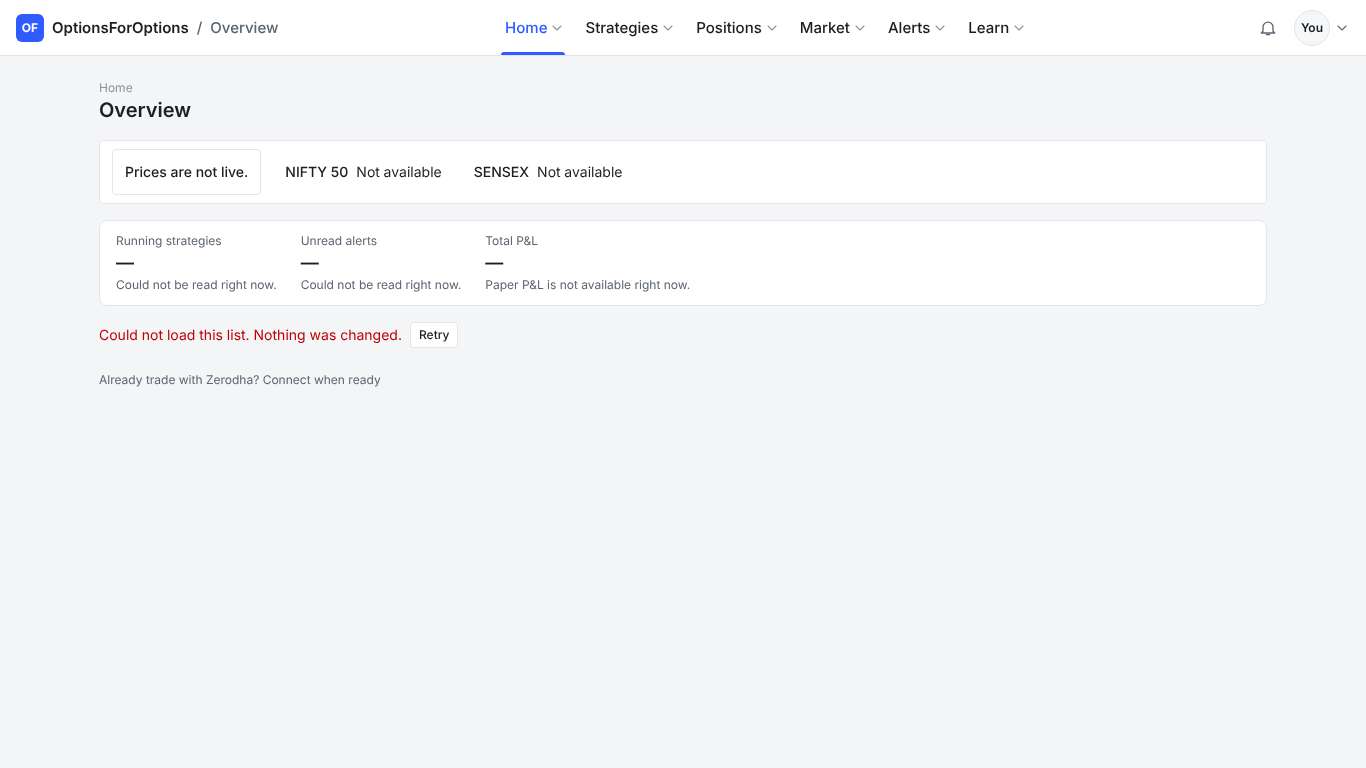 OF OptionsForOptions / Overview Home Strategies Positions Market Alerts Learn You
Home
Overview
Prices are not live. NIFTY 50 Not available SENSEX Not available
Running strategies Unread alerts Total P&L
— — —
Could not be read right now. Could not be read right now. Paper P&L is not available right now.
Could not load this list. Nothing was changed. Retry
Already trade with Zerodha? Connect when ready